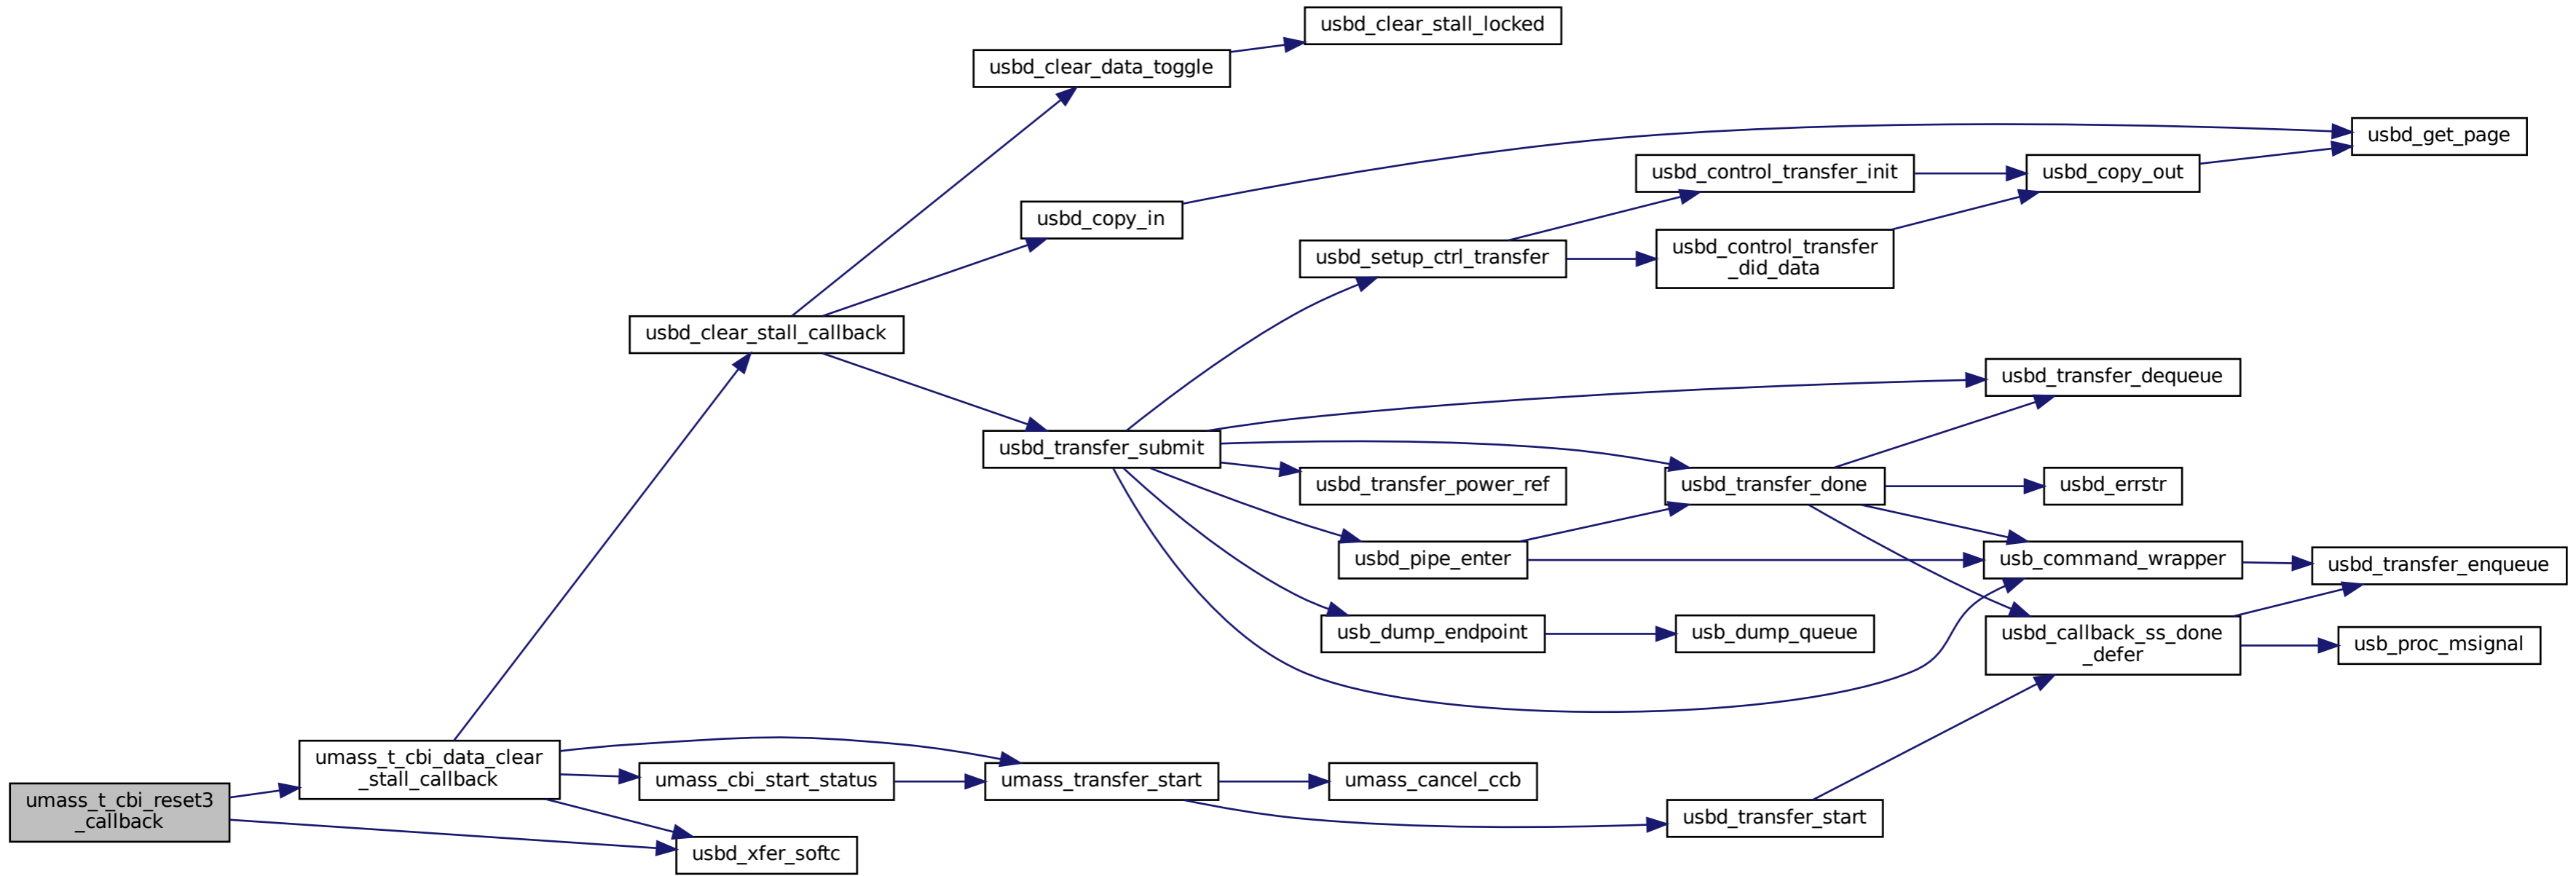 usbd_clear_stall_locked
usbd_clear_data_toggle
usbd_get_page
usbd_control_transfer_init
usbd_copy_out
usbd_copy_in
usbd_setup_ctrl_transfer
usbd_control_transfer
_did_data
usbd_clear_stall_callback
usbd_transfer_dequeue
usbd_transfer_submit
usbd_transfer_power_ref
usbd_transfer_done
usbd_errstr
usbd_pipe_enter
usb_command_wrapper
usbd_transfer_enqueue
usb_dump_endpoint
usb_dump_queue
usbd_callback_ss_done
_defer
usb_proc_msignal
umass_t_cbi_data_clear
_stall_callback
umass_cbi_start_status
umass_transfer_start
umass_cancel_ccb
umass_t_cbi_reset3
_callback
usbd_transfer_start
usbd_xfer_softc